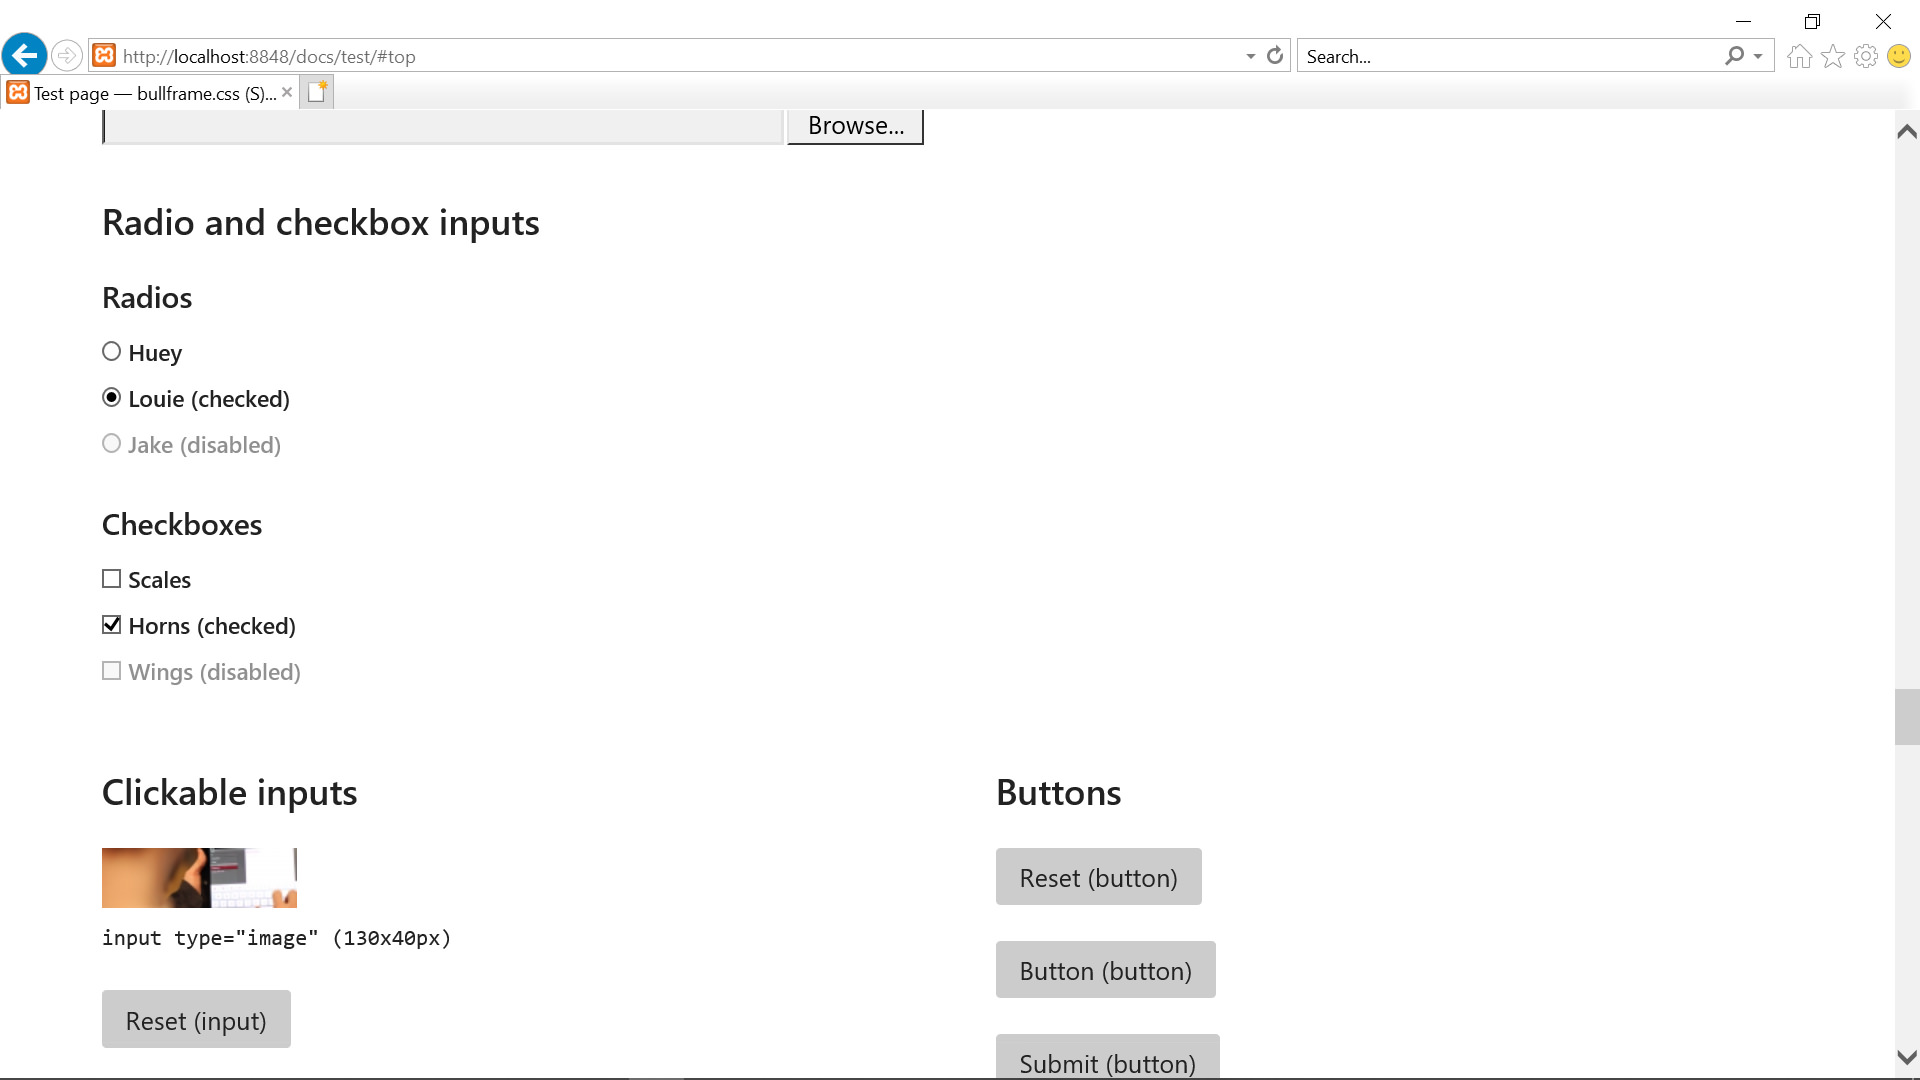 http://localhost:8848/docs/test/#top
Search...
Test page — bullframe.css (S)...
Browse...
Radio and checkbox inputs
Radios
Huey
Louie (checked)
Jake (disabled)
Checkboxes
Scales
Horns (checked)
Wings (disabled)
Clickable inputs
input type="image" (130x40px)
Reset (input)
Buttons
Reset (button)
Button (button)
Submit (button)